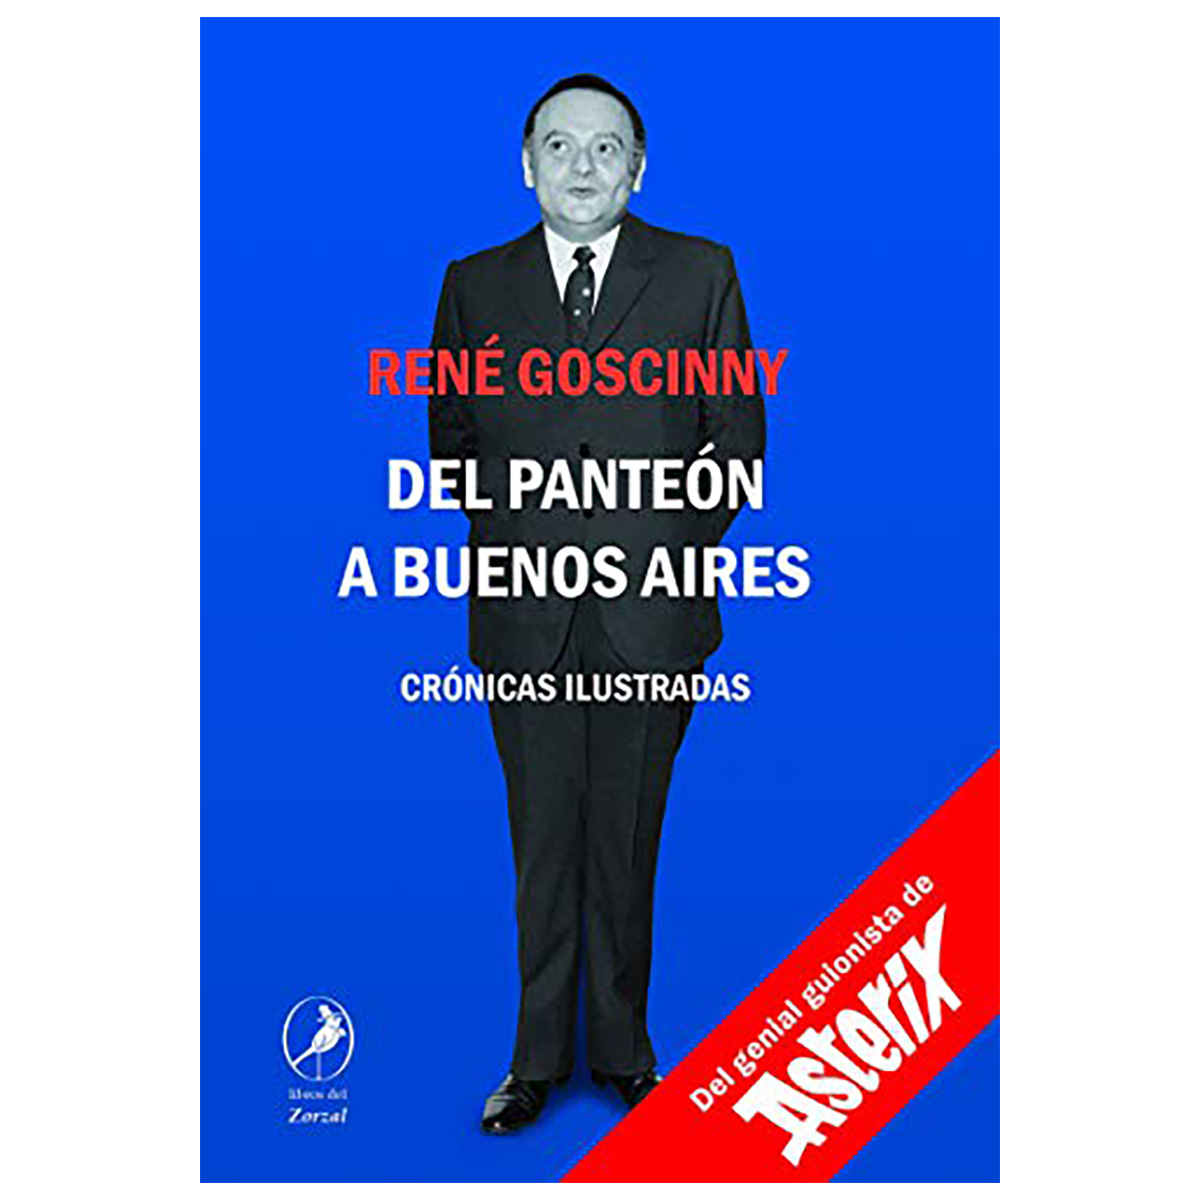 RENÉ GOSCINNY
DEL PANTEÓN
A BUENOS AIRES
CRÓNICAS ILUSTRADAS
Del genial guionista de
Asterix
libros del
Zorzal